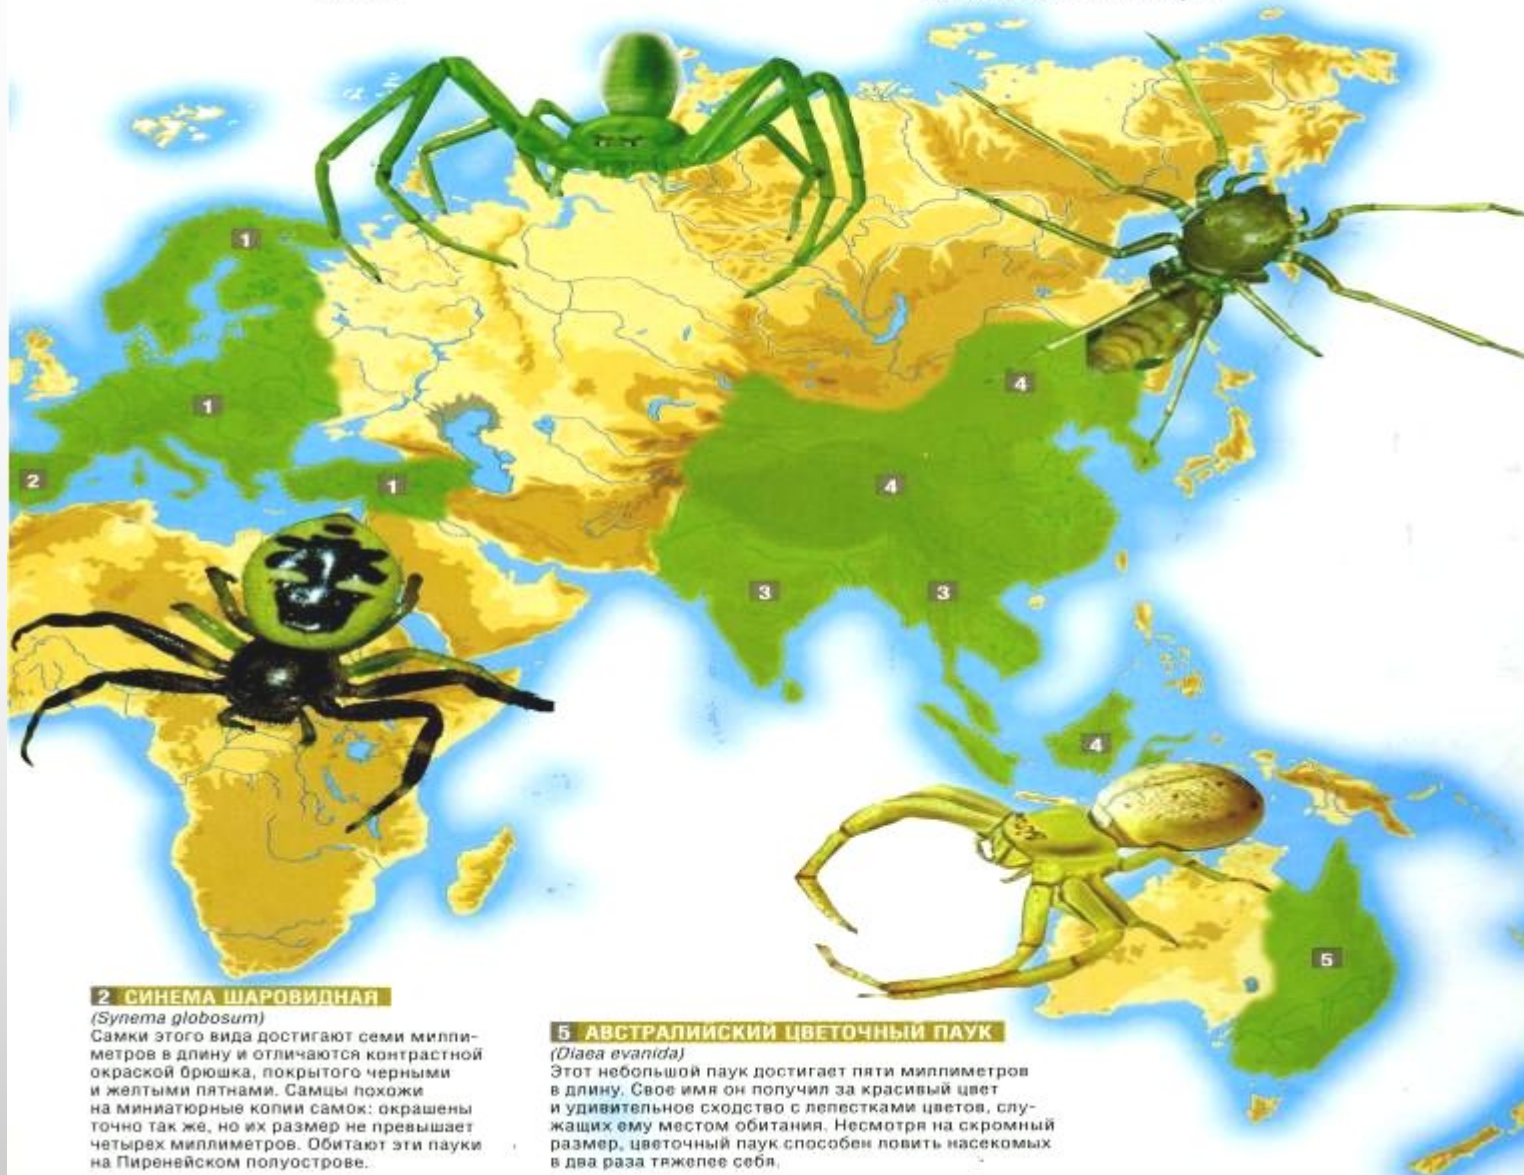 1
1
4
2
1
4
3
3
4
5
2 СИНЕМА ШАРОВИДНАЯ
(Synema globosum)
Самки этого вида достигают семи милли-
метров в длину и отличаются контрастной
окраской брюшка, покрытого черными
и желтыми пятнами. Самцы похожи
на миниатюрные копии самок: окрашены
точно так же, но их размер не превышает
четырех миллиметров. Обитают эти пауки
на Пиренейском полуострове.
5 АВСТРАЛИЙСКИЙ ЦВЕТОЧНЫЙ ПАУК
(Diaea evanida)
Этот небольшой паук достигает пяти миллиметров
в длину. Свое имя он получил за красивый цвет
и удивительное сходство с лепестками цветов, слу-
жащих ему местом обитания. Несмотря на скромный
размер, цветочный паук способен ловить насекомых
в два раза тяжелее себя.